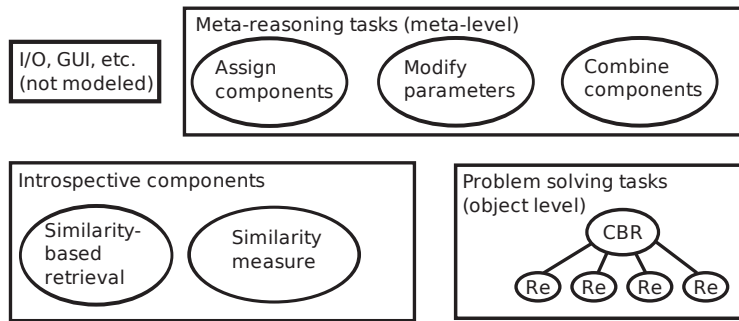 Meta-reasoning tasks (meta-level)
I/O, GUI, etc.
(not modeled)
Assign
components
Modify
parameters
Combine
components
Introspective components
Similarity-
based
retrieval
Similarity
measure
Problem solving tasks
(object level)
CBR
Re Re Re Re